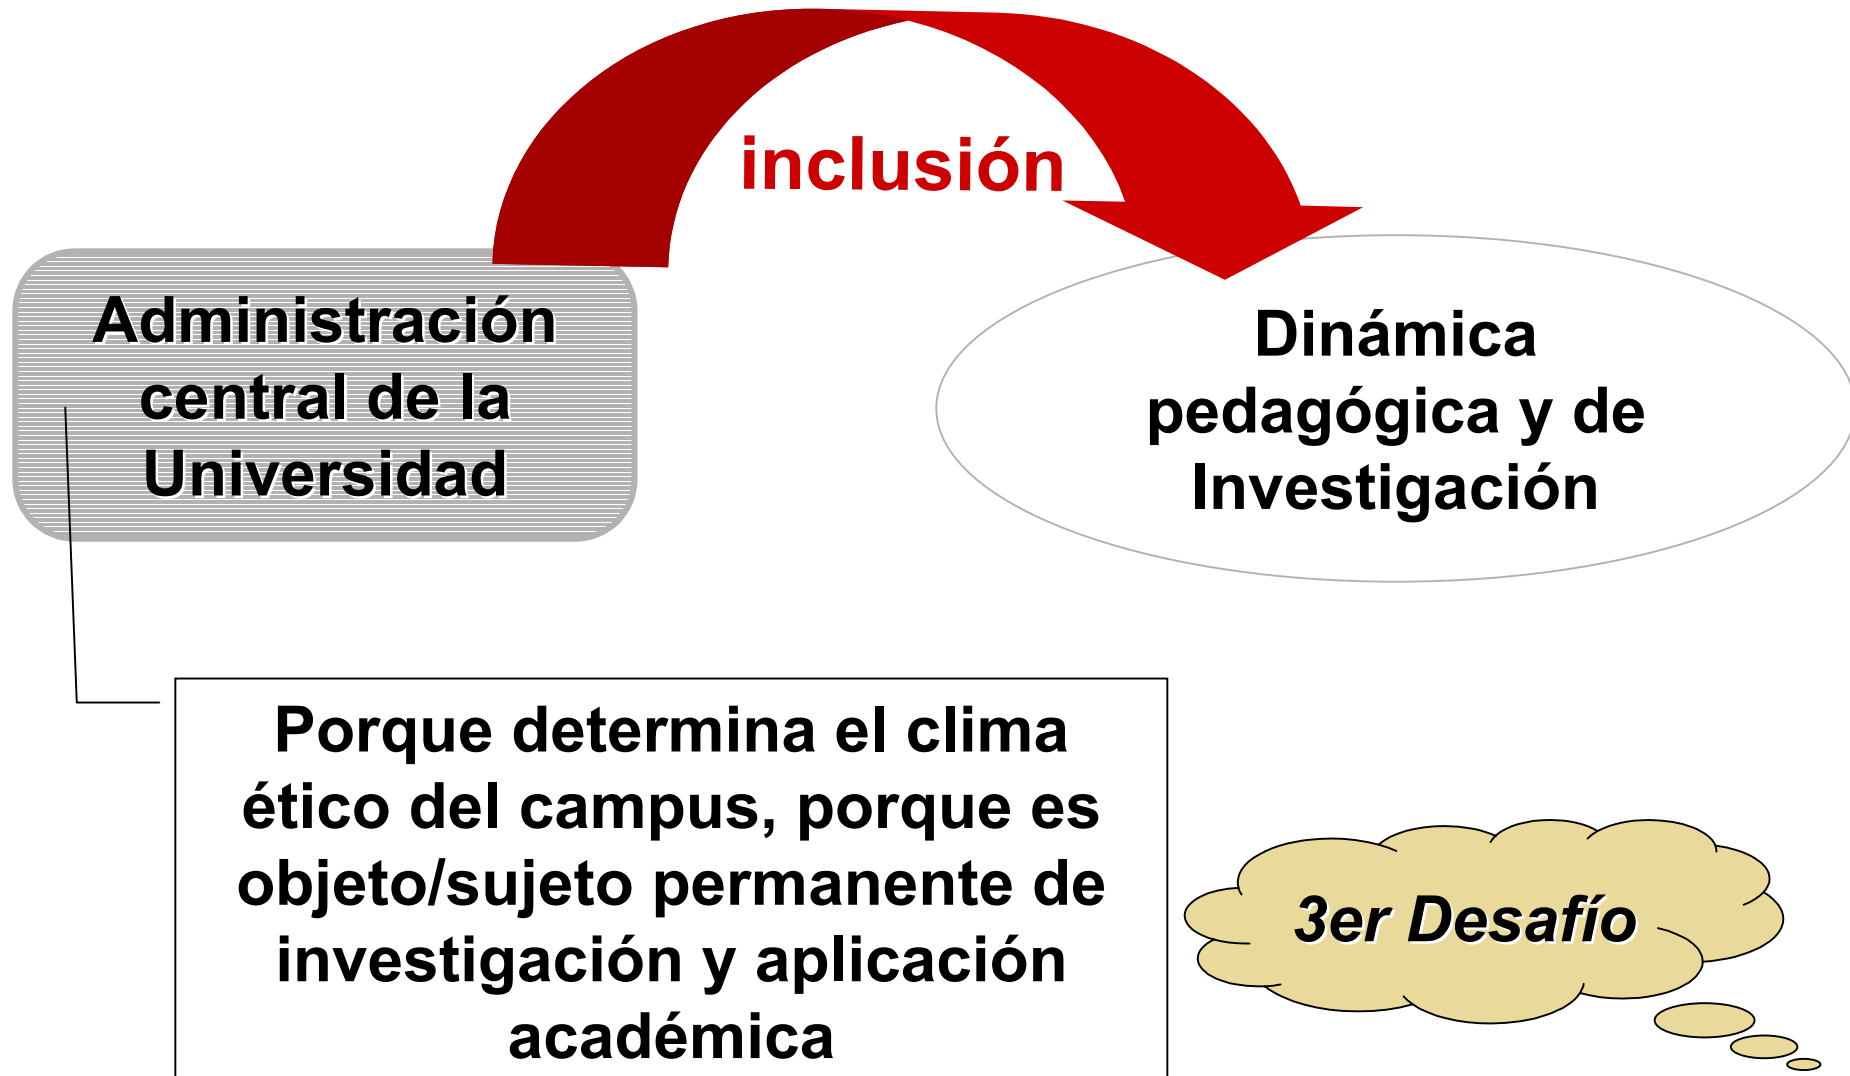 inclusión
Administración
central de la
Universidad
Dinámica
pedagógica y de
Investigación
Porque determina el clima
ético del campus, porque es
objeto/sujeto permanente de
investigación y aplicación
académica
3er Desafío